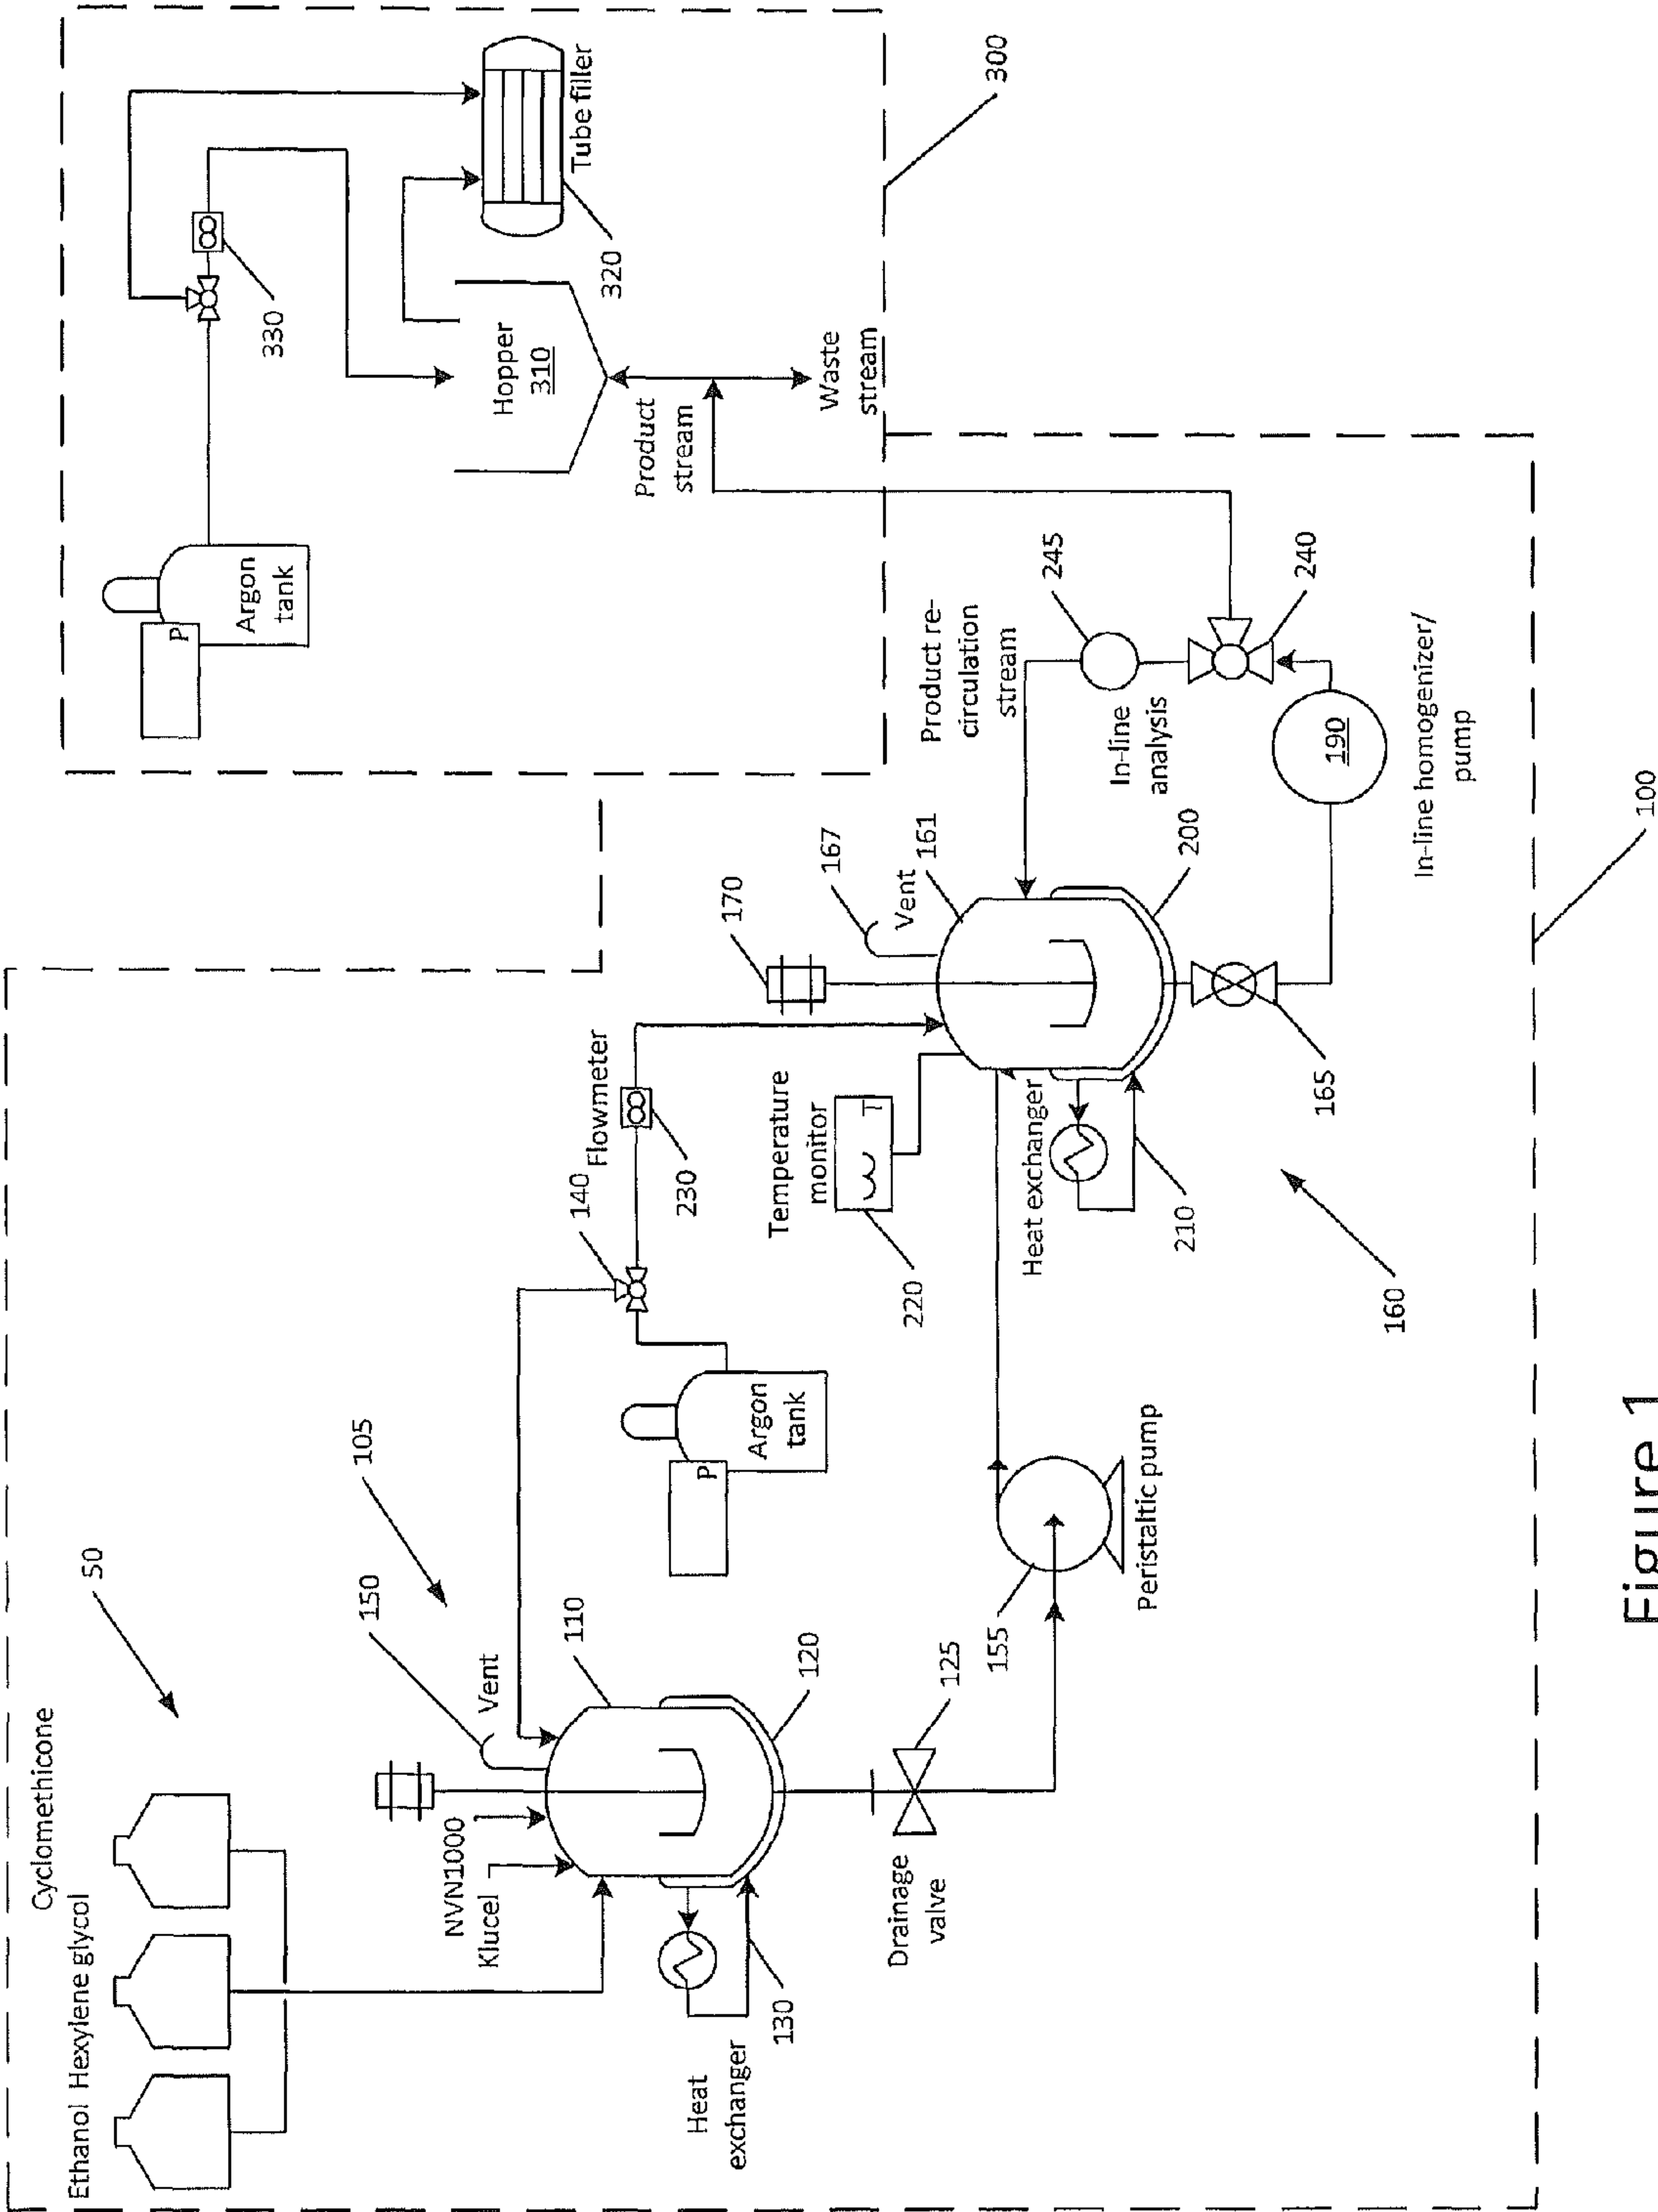 Cyclomethicone
Ethanol Hexylene glycol
50
NVN1000
Klucel
150
Vent
105
110
120
130
Heat
exchanger
Drainage
valve
125
155
Peristaltic pump
P
Argon
tank
140
Flowmeter
230
Temperature
monitor
T
220
170
167
Vent
161
200
Heat exchanger
210
160
165
Product re-
circulation
stream
In-line
analysis
245
240
190
In-line homogenizer/
pump
100
P
Argon
tank
330
Hopper
310
Product
stream
Waste
stream
320
Tube filler
300
Figure 1